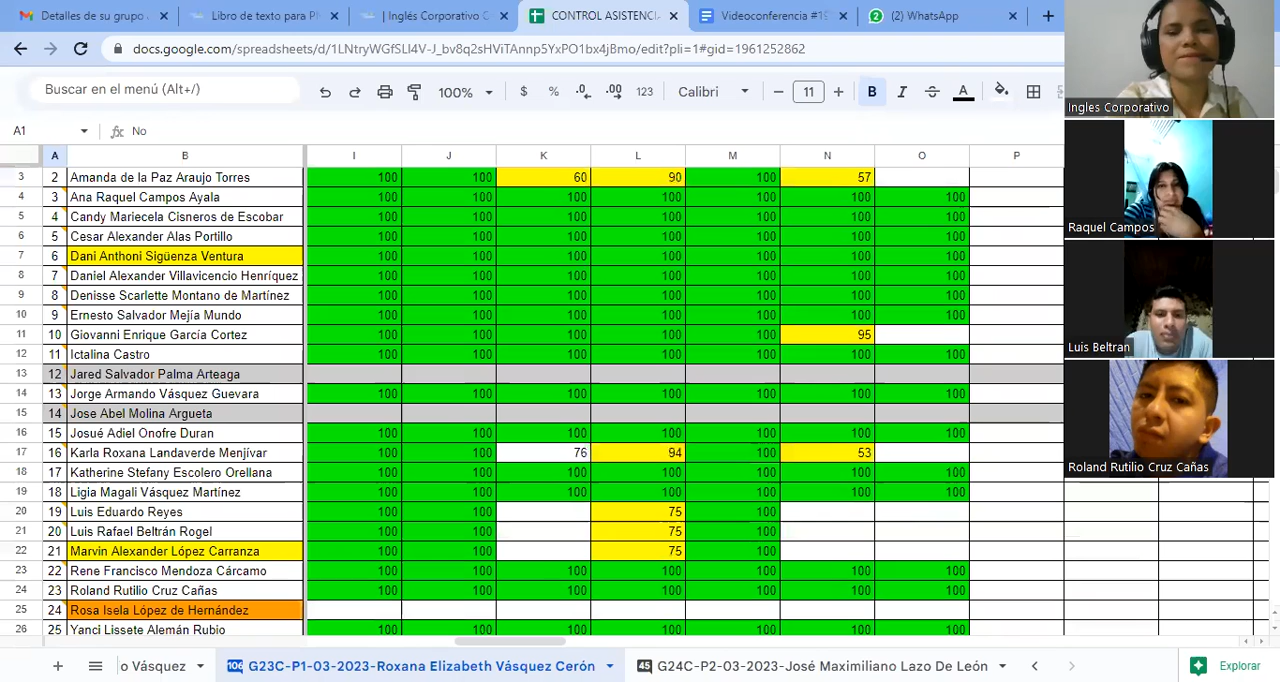 Detalles de su grupo
Libro de texto para P
| Inglés Corporativo C
CONTROL ASISTENCIA
Videoconferencia #19
(2) WhatsApp
docs.google.com/spreadsheets/d/1LNtryWGfSLI4V-J_bv8q2sHViTAnnp5YxPO1bx4jBmo/edit?pli=1#gid=1961252862
Buscar en el menú (Alt+/)
100%
$ % .0 .00 123
Calibri
11
B I S A
A1 fx No
A B I J K L M N O P
3 2 Amanda de la Paz Araujo Torres 100 100 60 90 100 57
4 3 Ana Raquel Campos Ayala 100 100 100 100 100 100 100
5 4 Candy Mariecela Cisneros de Escobar 100 100 100 100 100 100 100
6 5 Cesar Alexander Alas Portillo 100 100 100 100 100 100 100
7 6 Dani Anthoni Sigüenza Ventura 100 100 100 100 100 100 100
8 7 Daniel Alexander Villavicencio Henríquez 100 100 100 100 100 100 100
9 8 Denisse Scarlette Montano de Martínez 100 100 100 100 100 100 100
10 9 Ernesto Salvador Mejía Mundo 100 100 100 100 100 100 100
11 10 Giovanni Enrique García Cortez 100 100 100 100 100 95
12 11 Ictalina Castro 100 100 100 100 100 100 100
13 12 Jared Salvador Palma Arteaga
14 13 Jorge Armando Vásquez Guevara 100 100 100 100 100 100 100
15 14 Jose Abel Molina Argueta
16 15 Josué Adiel Onofre Duran 100 100 100 100 100 100 100
17 16 Karla Roxana Landaverde Menjívar 100 100 76 94 100 53
18 17 Katherine Stefany Escolero Orellana 100 100 100 100 100 100 100
19 18 Ligia Magali Vásquez Martínez 100 100 100 100 100 100 100
20 19 Luis Eduardo Reyes 100 100 75 100
21 20 Luis Rafael Beltrán Rogel 100 100 75 100
22 21 Marvin Alexander López Carranza 100 100 75 100
23 22 Rene Francisco Mendoza Cárcamo 100 100 100 100 100 100 100
24 23 Roland Rutilio Cruz Cañas 100 100 100 100 100 100 100
25 24 Rosa Isela López de Hernández
26 25 Yanci Lissete Alemán Rubio 100 100 100 100 100 100 100
o Vásquez
106 G23C-P1-03-2023-Roxana Elizabeth Vásquez Cerón
45 G24C-P2-03-2023-José Maximiliano Lazo De León
Explorar
Ingles Corporativo
Raquel Campos
Luis Beltran
Roland Rutilio Cruz Cañas